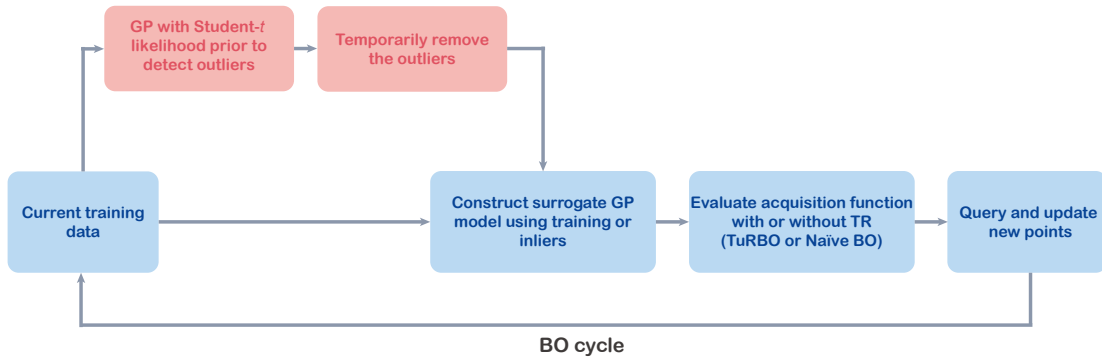 GP with Student-t
likelihood prior to
detect outliers
Temporarily remove
the outliers
Current training
data
Construct surrogate GP
model using training or
inliers
Evaluate acquisition function
with or without TR
(TuRBO or Naïve BO)
Query and update
new points
BO cycle